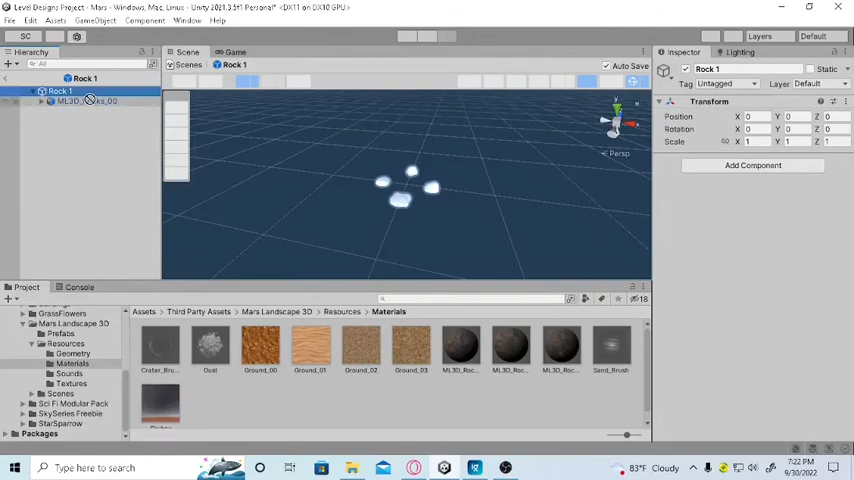 Level Designs Project - Mars - Windows, Mac, Linux - Unity 2021.3.5f1 Personal* <DX11 on DX10 GPU>
File Edit Assets GameObject Component Window Help
SC Layers Default
Hierarchy Scene Game Inspector Lighting
All Scenes Rock 1 Auto Save Rock 1 Static
Rock 1 Tag Untagged Layer Default
Rock 1 Transform
Position X 0 Y 0 Z 0
Rotation X 0 Y 0 Z 0
Scale X 1 Y 1 Z 1
y x
Persp
Add Component
Project Console
18
GrassFlowers Assets Third Party Assets Mars Landscape 3D Resources Materials
Mars Landscape 3D
Prefabs
Resources
Geometry
Materials
Sounds
Textures
Scenes
Sci Fi Modular Pack
SkySeries Freebie
StarSparrow
Packages
Crater_Bru... Dust Ground_00 Ground_01 Ground_02 Ground_03 ML3D_Roc... ML3D_Roc... ML3D_Roc... Sand_Brush
Type here to search 83°F Cloudy 7:22 PM
9/30/2022